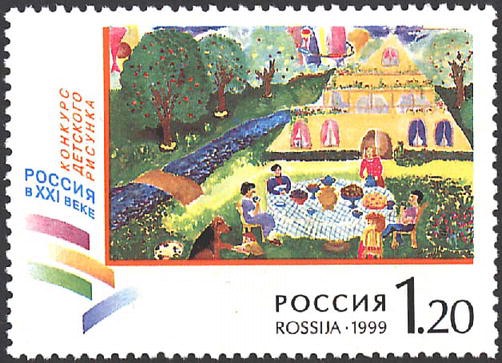 КОНКУРС
ДЕТСКОГО
РИСУНКА
РОССИЯ
В XXI ВЕКЕ
РОССИЯ 1.20
ROSSIJA · 1999